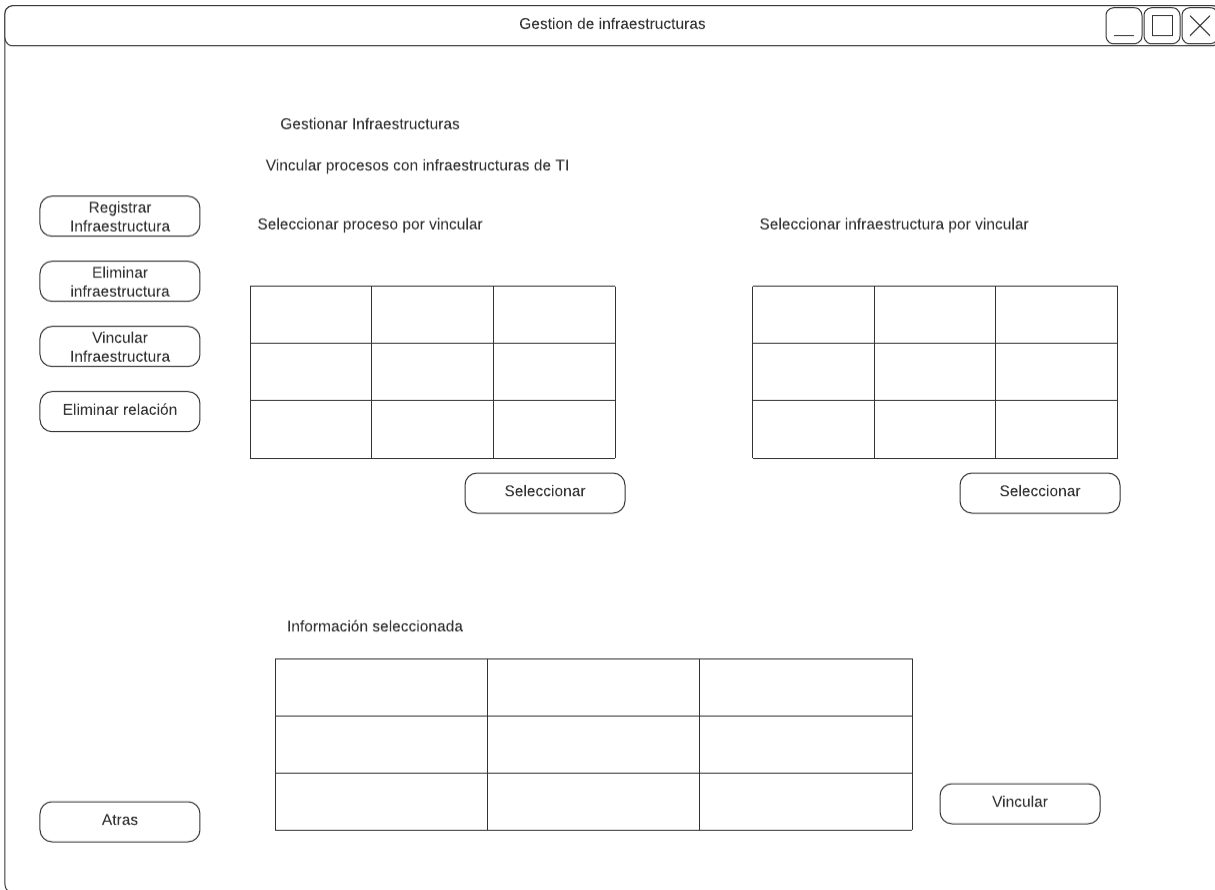 Gestion de infraestructuras
Gestionar Infraestructuras
Vincular procesos con infraestructuras de TI
Registrar
Infraestructura
Eliminar
infraestructura
Vincular
Infraestructura
Eliminar relación
Seleccionar proceso por vincular
Seleccionar infraestructura por vincular
Seleccionar
Seleccionar
Información seleccionada
Vincular
Atras